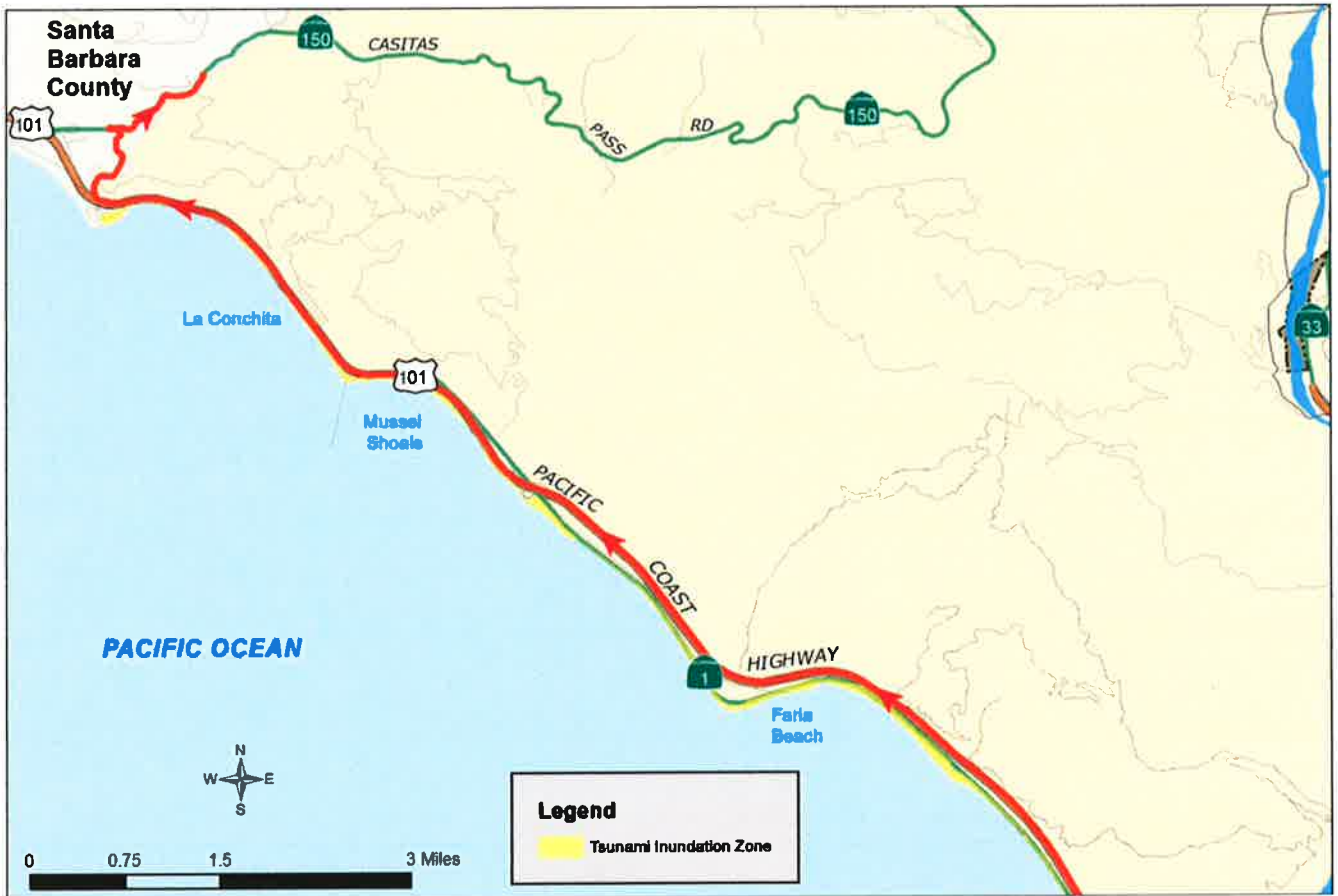 Santa
Barbara
County
150
CASITAS
101
PASS
RD
150
33
La Conchita
101
Mussel
Shoals
PACIFIC
COAST
PACIFIC OCEAN
1
HIGHWAY
Faria
Beach
N
W
E
S
Legend
Tsunami Inundation Zone
0
0.75
1.5
3 Miles